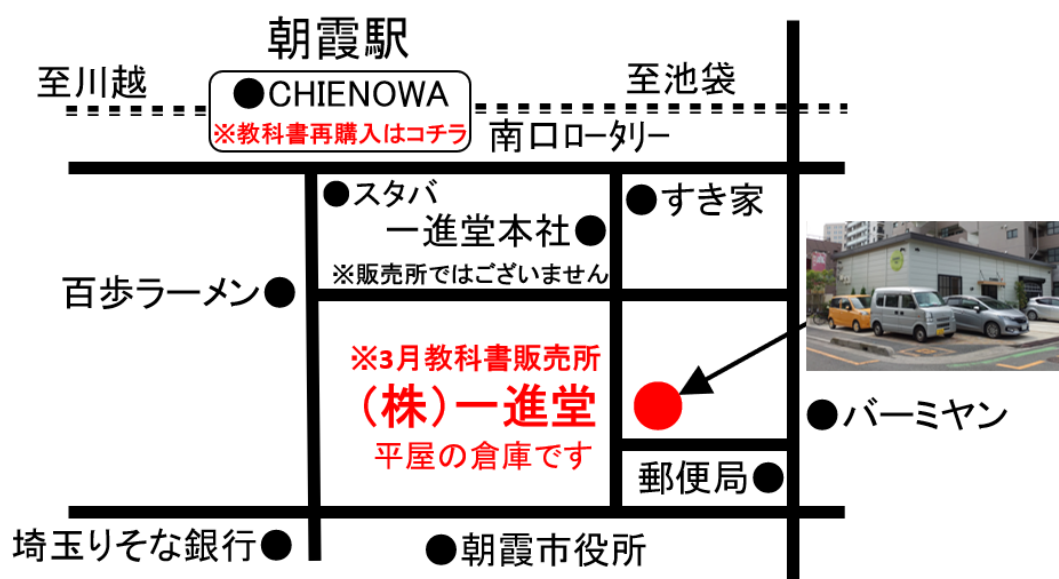 朝霞駅
至川越
●CHIENOWA
※教科書再購入はコチラ
至池袋
南口ロータリー
●スタバ
一進堂本社●
※販売所ではございません
●すき家
百歩ラーメン●
※3月教科書販売所
（株）一進堂
平屋の倉庫です
●バーミヤン
郵便局●
埼玉りそな銀行●
●朝霞市役所